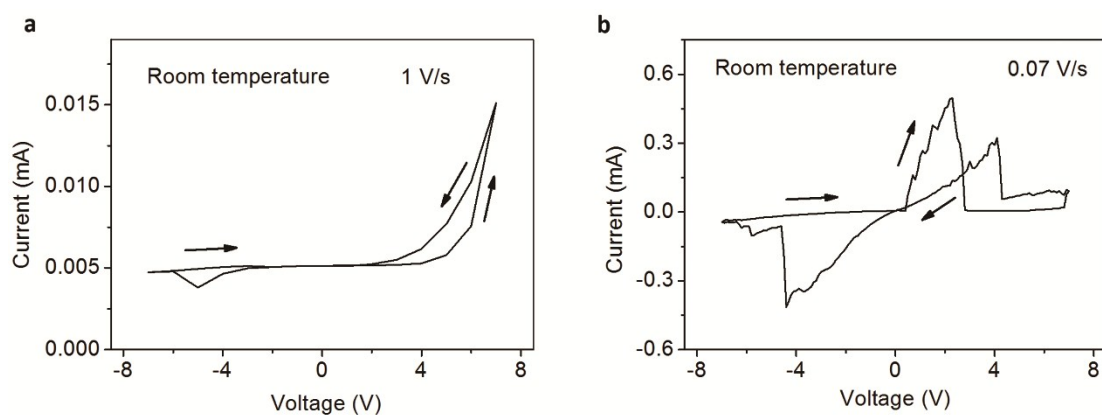 a
Room temperature 1 V/s
0.015
0.010
0.005
0.000
Current (mA)
-8 -4 0 4 8
Voltage (V)
b
Room temperature 0.07 V/s
0.6
0.3
0.0
-0.3
-0.6
Current (mA)
-8 -4 0 4 8
Voltage (V)